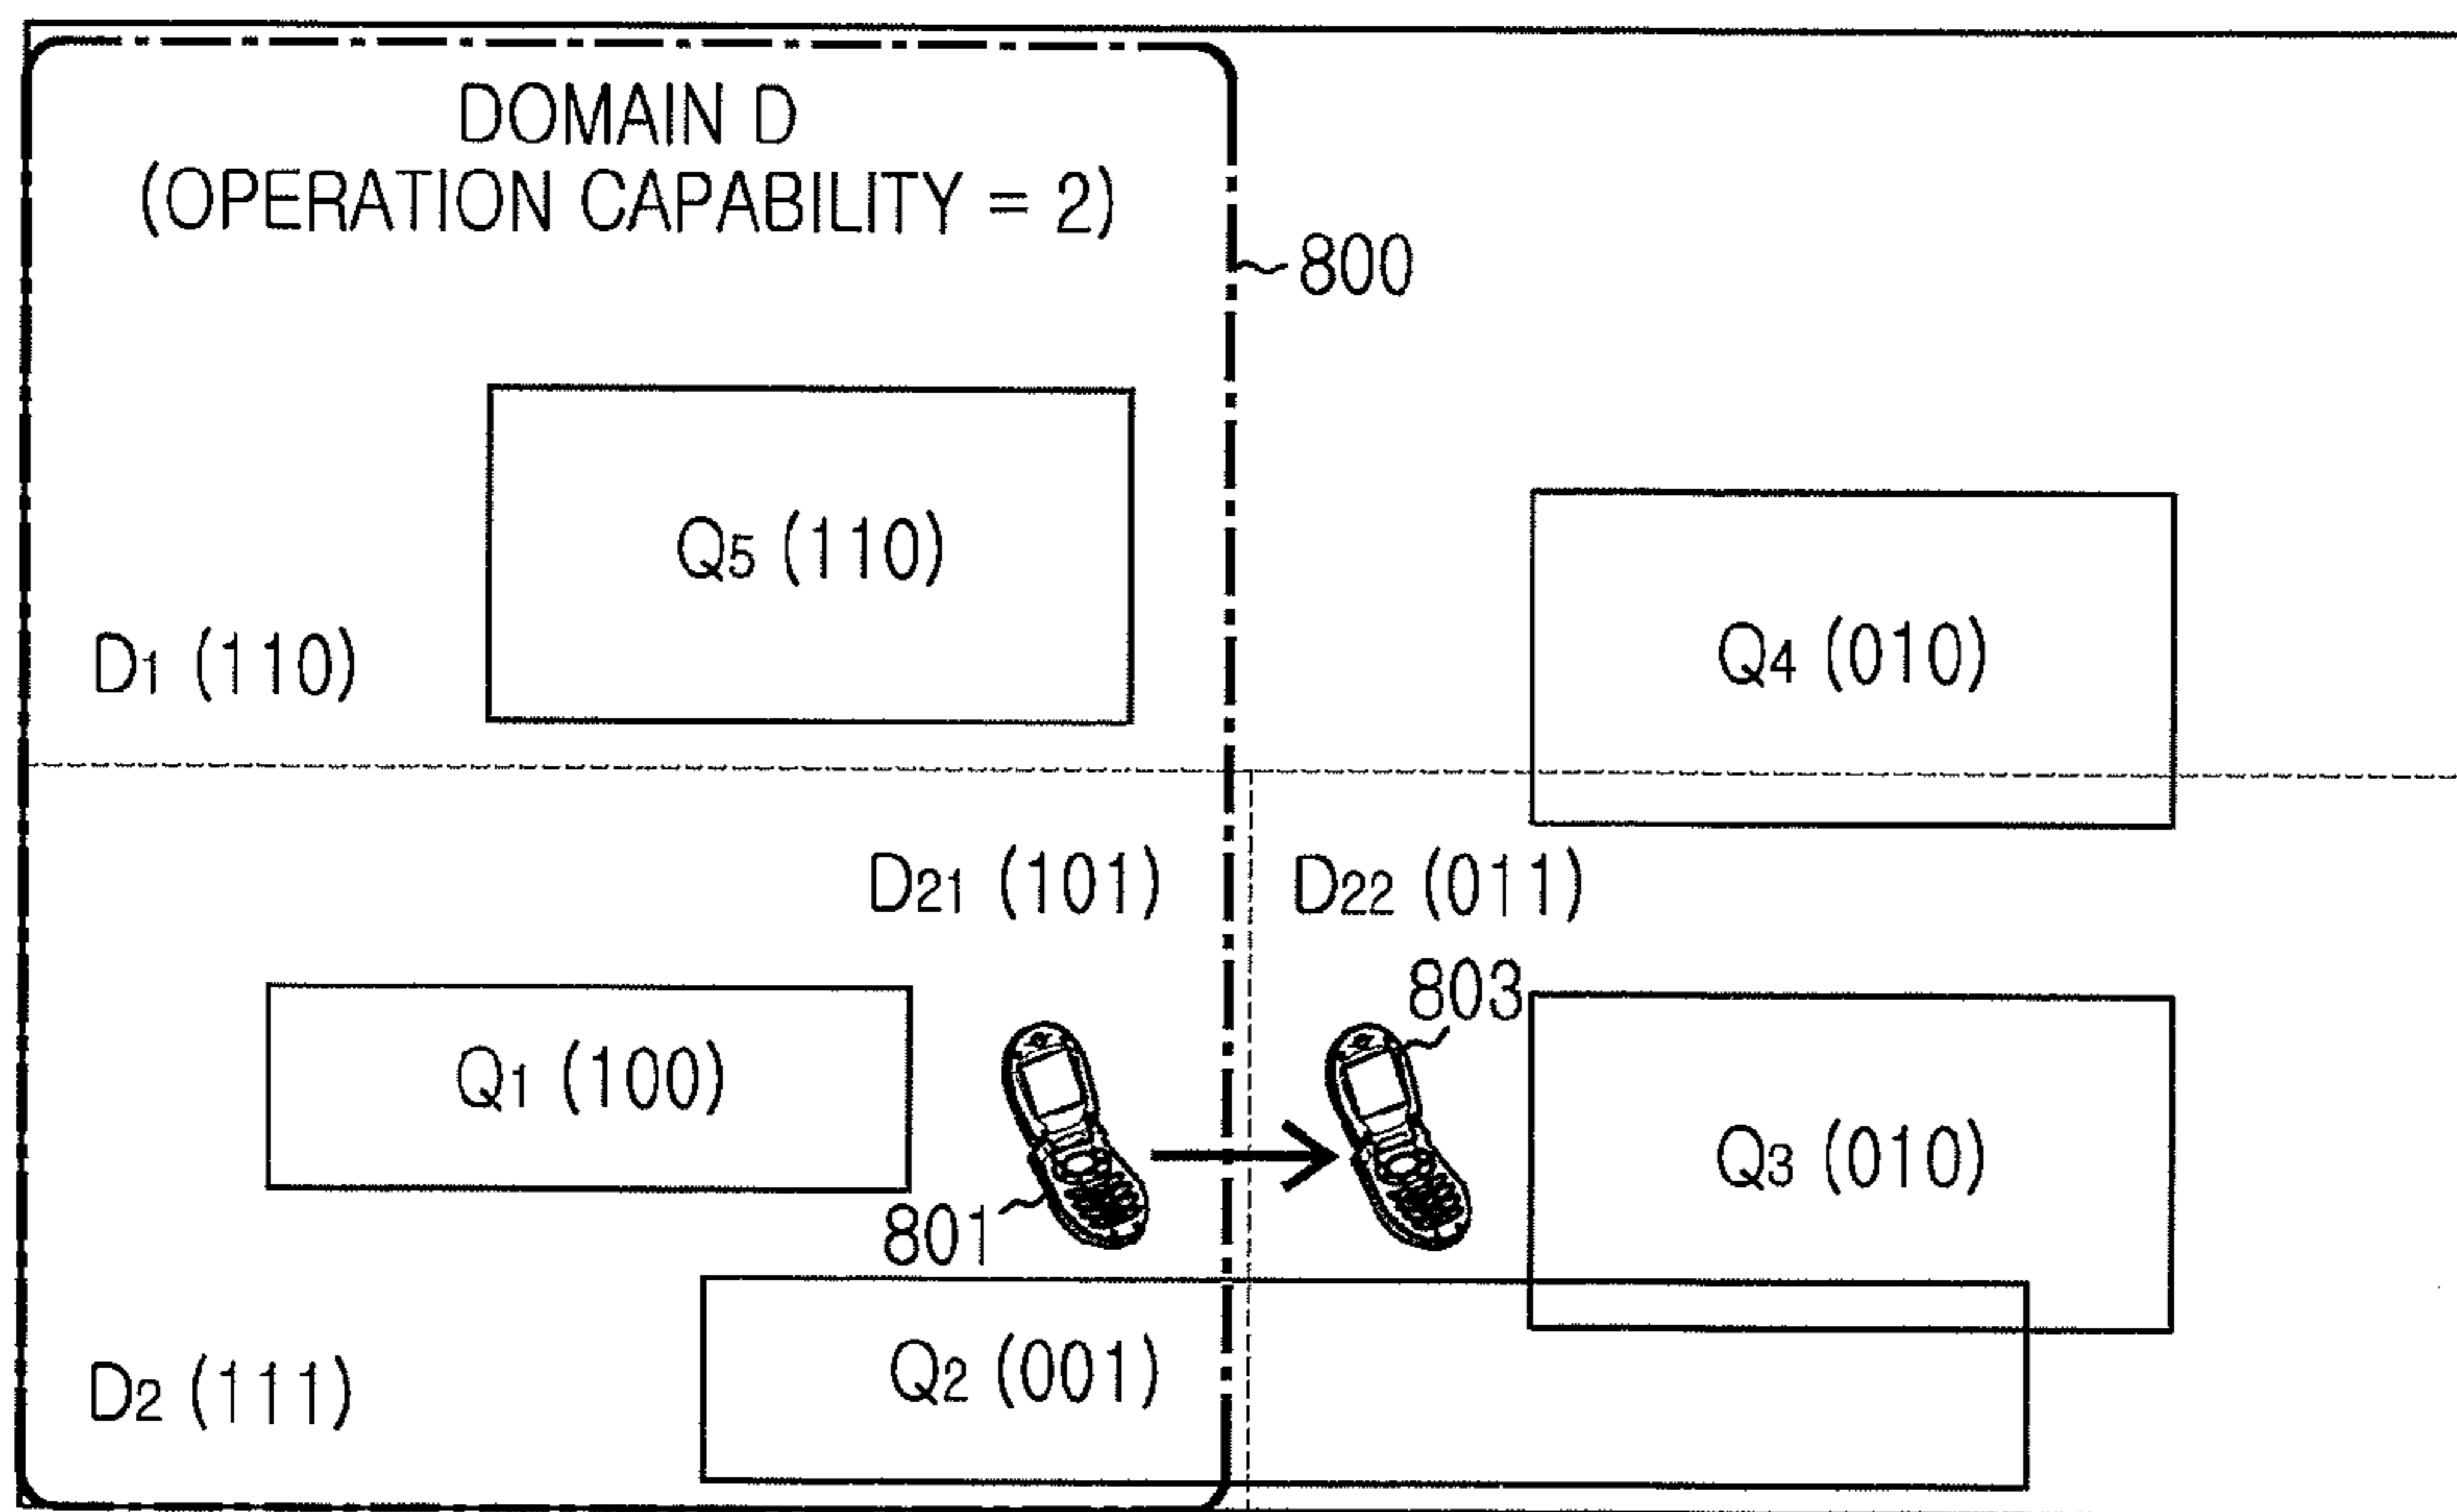 DOMAIN D
(OPERATION CAPABILITY = 2)
800
Q5 (110)
Q4 (010)
D1 (110)
D21 (101)
D22 (011)
803
Q1 (100)
Q3 (010)
801
Q2 (001)
D2 (111)